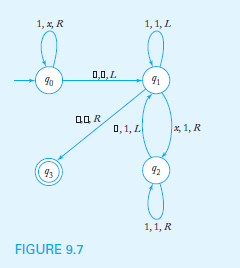 1, x, R
1, 1, L
□,□, L
q0
q1
□,□, R
□, 1, L
x, 1, R
q3
q2
1, 1, R
FIGURE 9.7